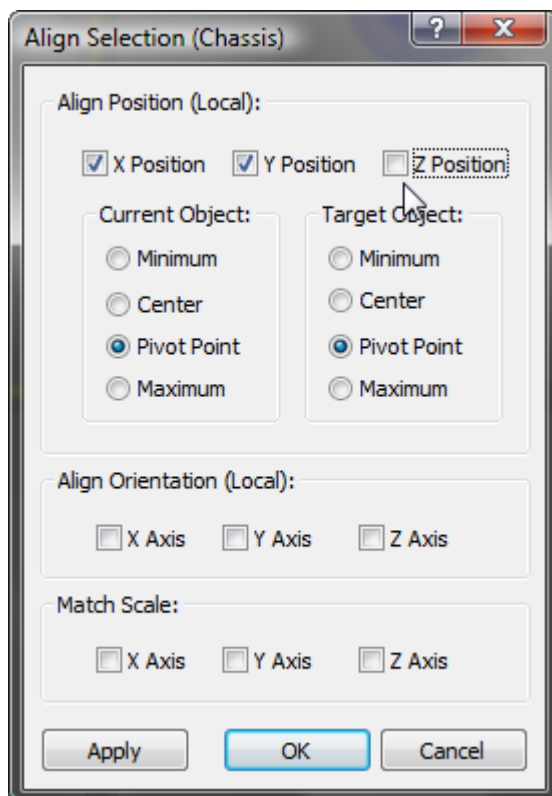 Align Selection (Chassis)
Align Position (Local):
X Position Y Position Z Position
Current Object: Target Object:
Minimum Minimum
Center Center
Pivot Point Pivot Point
Maximum Maximum
Align Orientation (Local):
X Axis Y Axis Z Axis
Match Scale:
X Axis Y Axis Z Axis
Apply OK Cancel